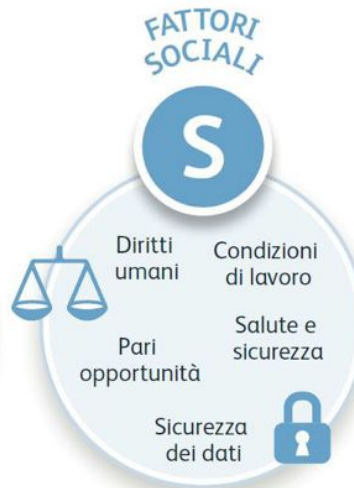 FATTORI
SOCIALI
S
Diritti
umani
Condizioni
di lavoro
Pari
opportunità
Salute e
sicurezza
Sicurezza
dei dati